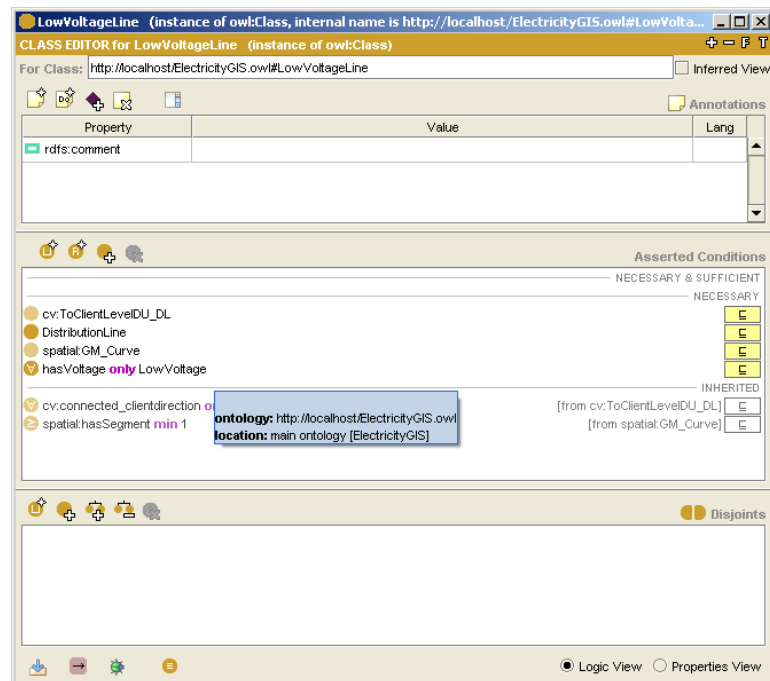 LowVoltageLine (instance of owl:Class, internal name is http://localhost/ElectricityGIS.owl#LowVolta...
CLASS EDITOR for LowVoltageLine (instance of owl:Class) F T
For Class: http://localhost/ElectricityGIS.owl#LowVoltageLine Inferred View
Annotations
Property Value Lang
rdfs:comment
Asserted Conditions
NECESSARY & SUFFICIENT
NECESSARY
cv:ToClientLevelDU_DL ⊑
DistributionLine ⊑
spatial:GM_Curve ⊑
hasVoltage only LowVoltage ⊑
INHERITED
cv:connected_clientdirection [from cv:ToClientLevelDU_DL] ⊑
spatial:hasSegment min 1 [from spatial:GM_Curve] ⊑
ontology: http://localhost/ElectricityGIS.owl
location: main ontology [ElectricityGIS]
Disjoints
Logic View Properties View